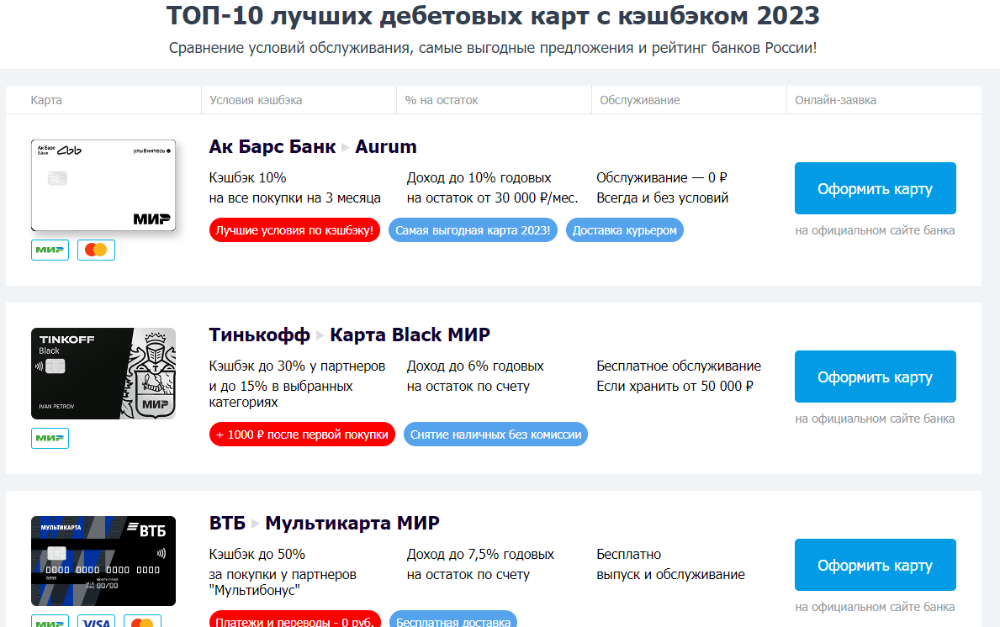 ТОП-10 лучших дебетовых карт с кэшбэком 2023
Сравнение условий обслуживания, самые выгодные предложения и рейтинг банков России!
Карта
Условия кэшбэка
% на остаток
Обслуживание
Онлайн-заявка
Ак Барс
Банк
улыбнитесь
МИР
МИР
Ак Барс Банк Aurum
Кэшбэк 10%
на все покупки на 3 месяца
Доход до 10% годовых
на остаток от 30 000 ₽/мес.
Обслуживание — 0 ₽
Всегда и без условий
Лучшие условия по кэшбэку!
Самая выгодная карта 2023!
Доставка курьером
Оформить карту
на официальном сайте банка
TINKOFF
Black
IVAN PETROV
МИР
МИР
Тинькофф Карта Black МИР
Кэшбэк до 30% у партнеров
и до 15% в выбранных
категориях
Доход до 6% годовых
на остаток по счету
Бесплатное обслуживание
Если хранить от 50 000 ₽
+ 1000 ₽ после первой покупки
Снятие наличных без комиссии
Оформить карту
на официальном сайте банка
МУЛЬТИКАРТА
ВТБ
0000 0000 0000 0000
0000
MONTH/YEAR
00/00
МИР
VISA
ВТБ Мультикарта МИР
Кэшбэк до 50%
за покупки у партнеров
"Мультибонус"
Доход до 7,5% годовых
на остаток по счету
Бесплатно
выпуск и обслуживание
Платежи и переводы - 0 руб.
Бесплатная доставка
Оформить карту
на официальном сайте банка